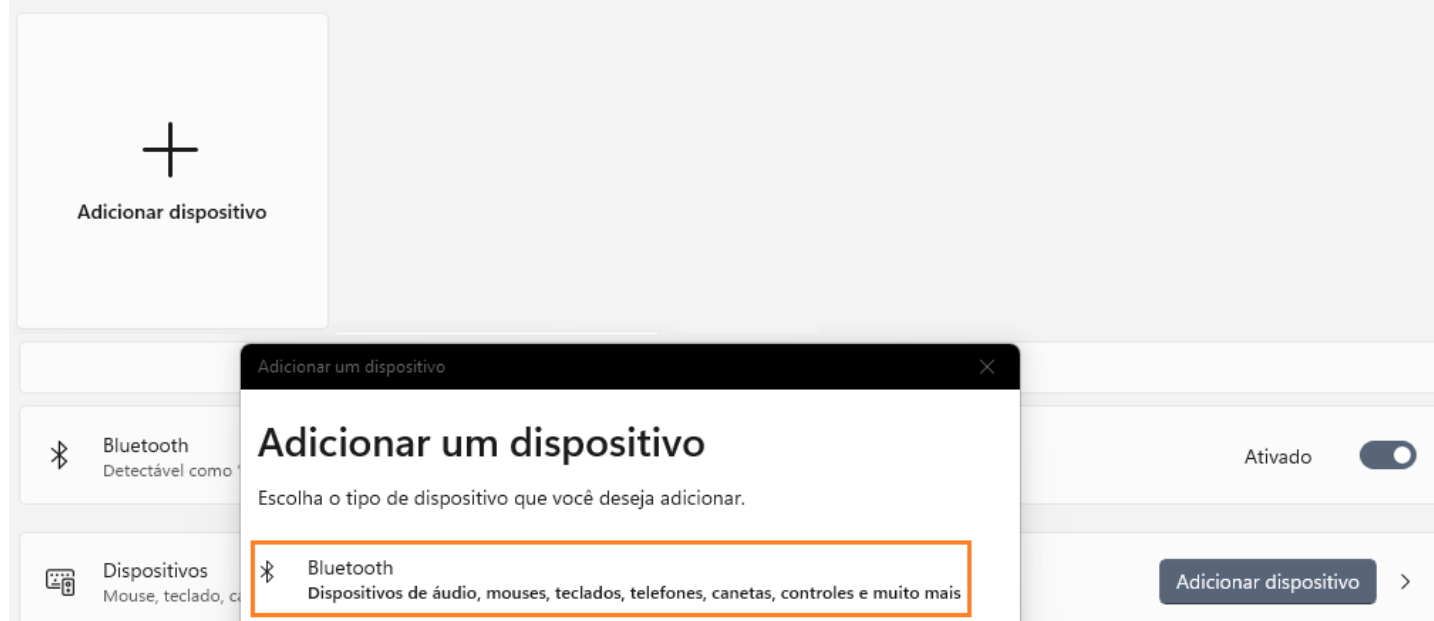 Adicionar dispositivo
Adicionar um dispositivo
Adicionar um dispositivo
Escolha o tipo de dispositivo que você deseja adicionar.
Bluetooth
Detectável como
Ativado
Bluetooth
Dispositivos de áudio, mouses, teclados, telefones, canetas, controles e muito mais
Dispositivos
Mouse, teclado,
Adicionar dispositivo